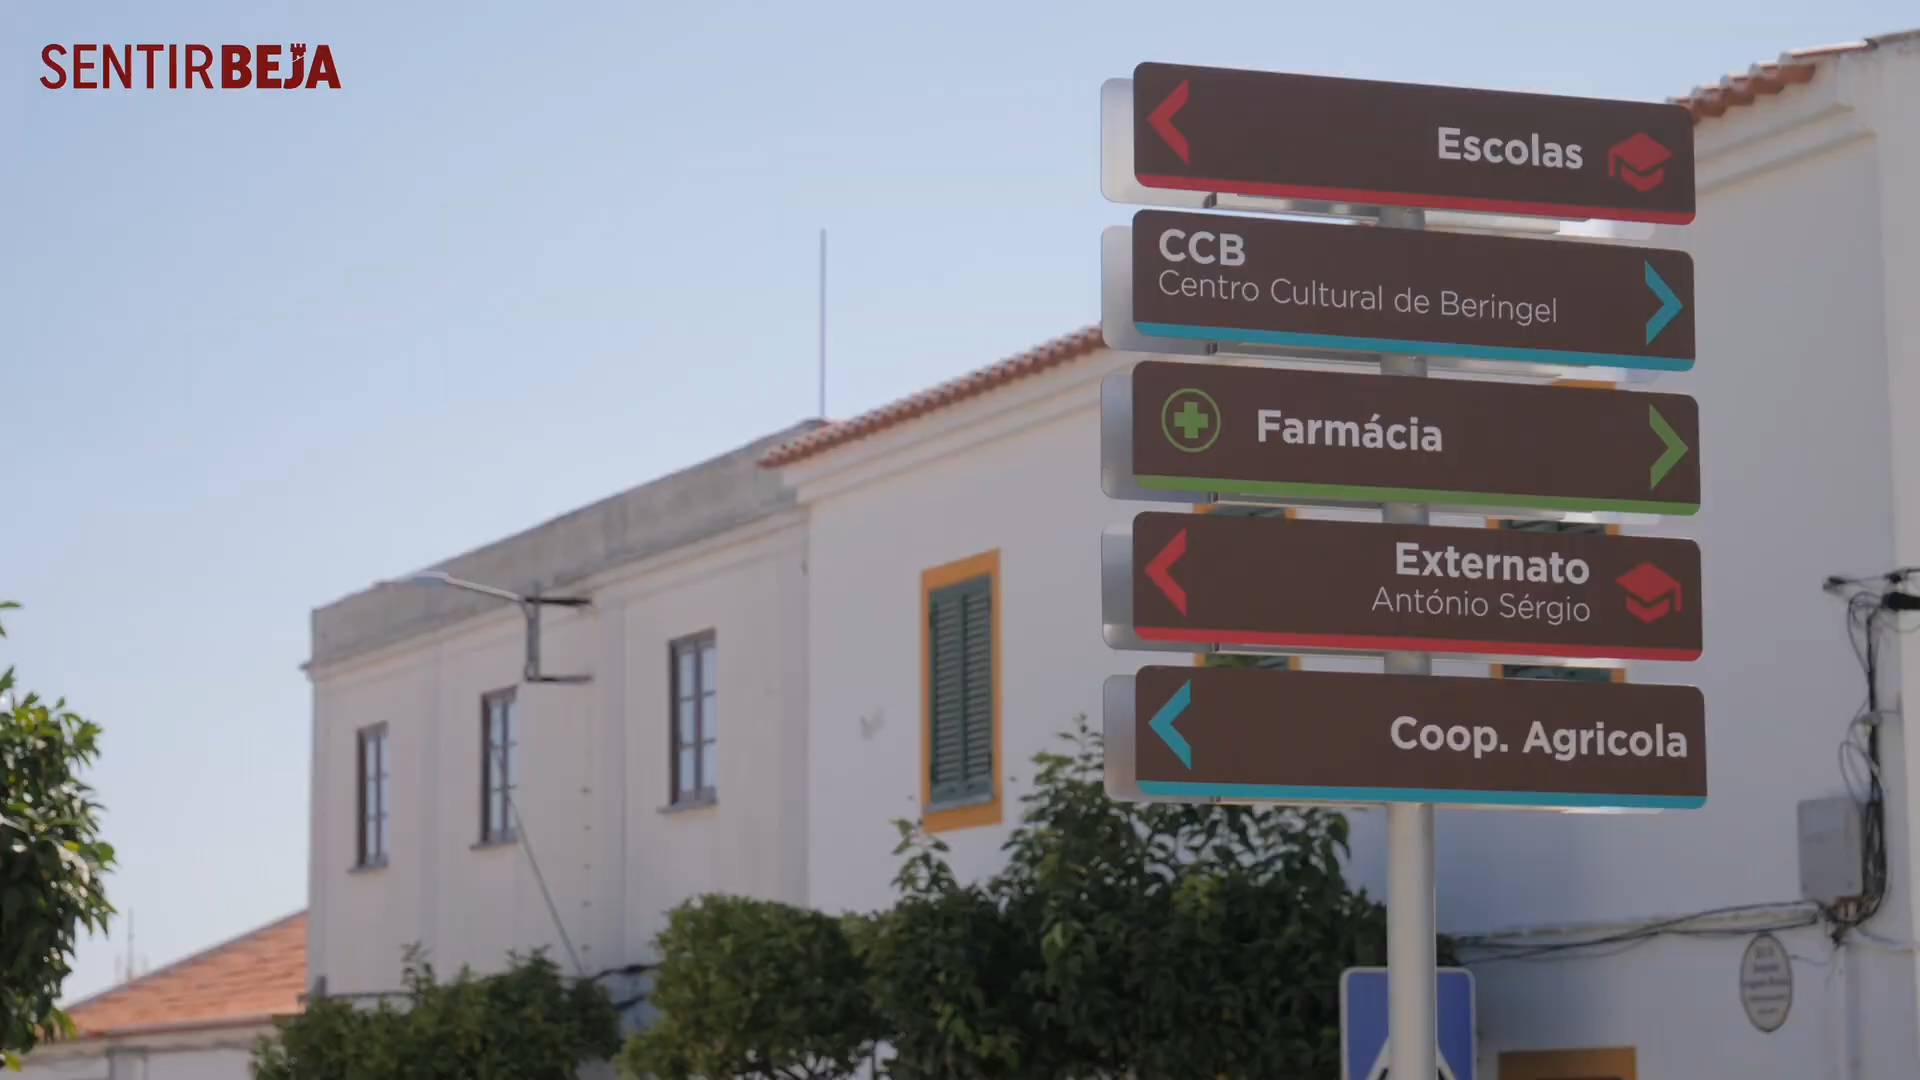 SENTIRBEJA
Escolas
CCB
Centro Cultural de Beringel
Farmácia
Externato
António Sérgio
Coop. Agricola